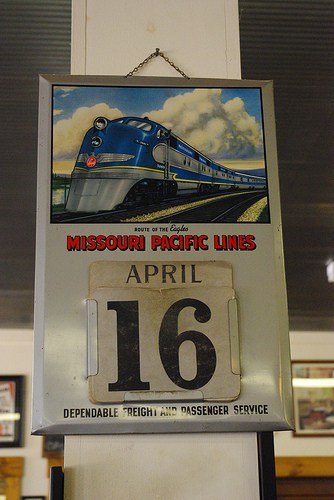 ROUTE OF THE Eagles
MISSOURI PACIFIC LINES
APRIL
16
DEPENDABLE FREIGHT AND PASSENGER SERVICE